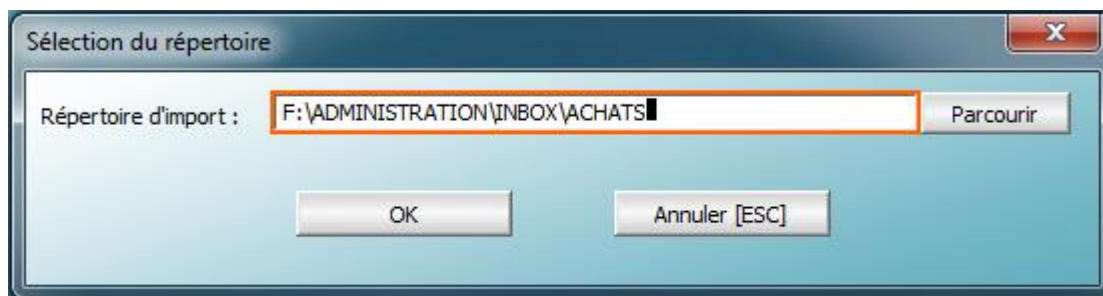 Sélection du répertoire
Répertoire d'import : F:\ADMINISTRATION\INBOX\ACHATS Parcourir
OK Annuler [ESC]